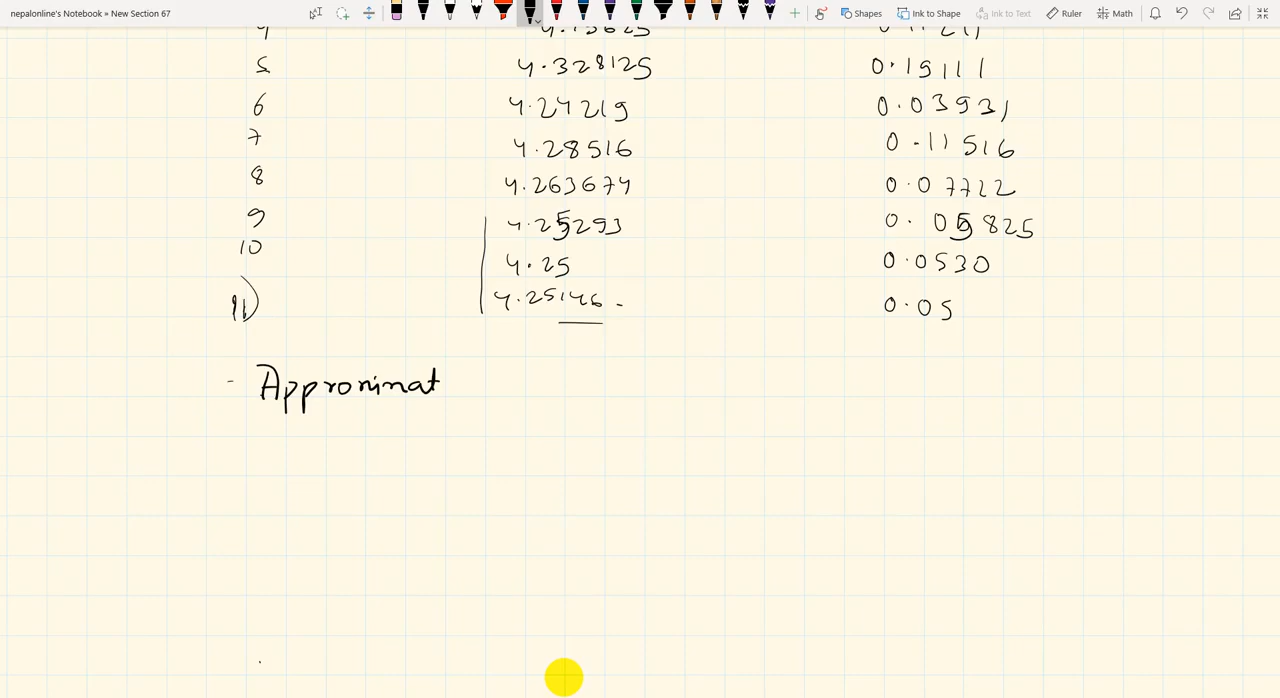 nepalonline's Notebook » New Section 67 Shapes Ink to Shape Ink to Text Ruler Math
5 4.328125 0.19111
6 4.24219 0.03931
7 4.28516 0.11516
8 4.263674 0.07722
9 4.25293 0.05825
10 4.25 0.0530
11) 4.25146 0.05
Approximat